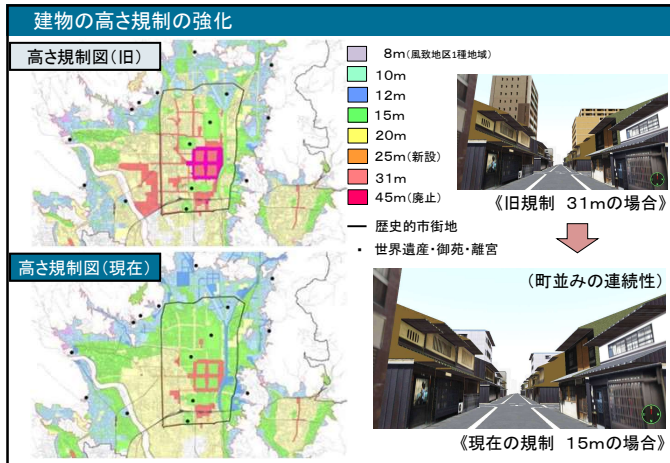 建物の高さ規制の強化
高さ規制図(旧)
8m(風致地区1種地域)
10m
12m
15m
20m
25m(新設)
31m
45m(廃止)
歴史的市街地
世界遺産・御苑・離宮
《旧規制 31mの場合》
高さ規制図(現在)
(町並みの連続性)
《現在の規制 15mの場合》